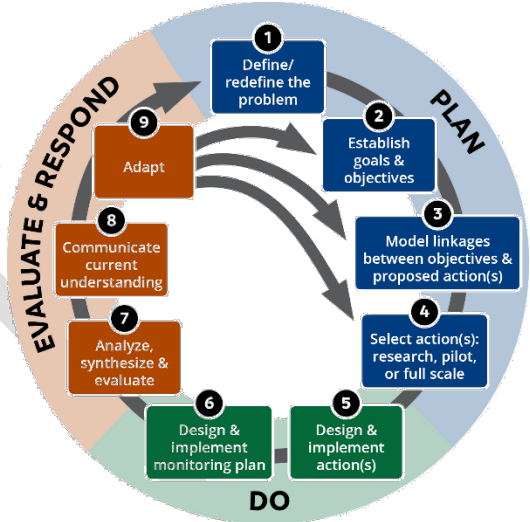 1
Define/
redefine the
problem
PLAN
2
Establish
goals &
objectives
3
Model linkages
between objectives &
proposed action(s)
4
Select action(s):
research, pilot,
or full scale
5
Design &
implement
action(s)
DO
6
Design &
implement
monitoring plan
7
Analyze,
synthesize &
evaluate
8
Communicate
current
understanding
9
Adapt
EVALUATE & RESPOND